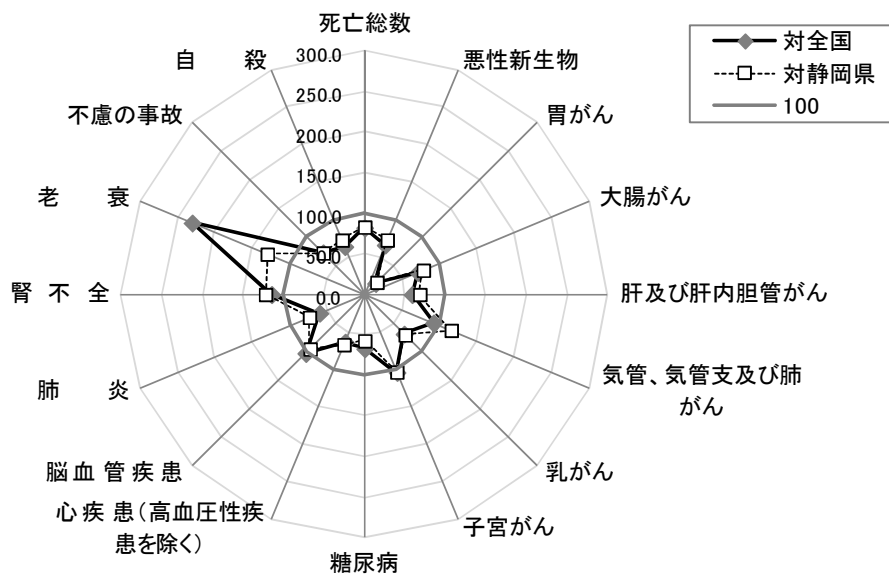 死亡総数
悪性新生物
胃がん
大腸がん
肝及び肝内胆管がん
気管、気管支及び肺
がん
乳がん
子宮がん
糖尿病
心疾患(高血圧性疾
患を除く)
脳血管疾患
肺　　炎
腎不全
老　　衰
不慮の事故
自　　殺
300.0
250.0
200.0
150.0
100.0
50.0
0.0
対全国
対静岡県
100